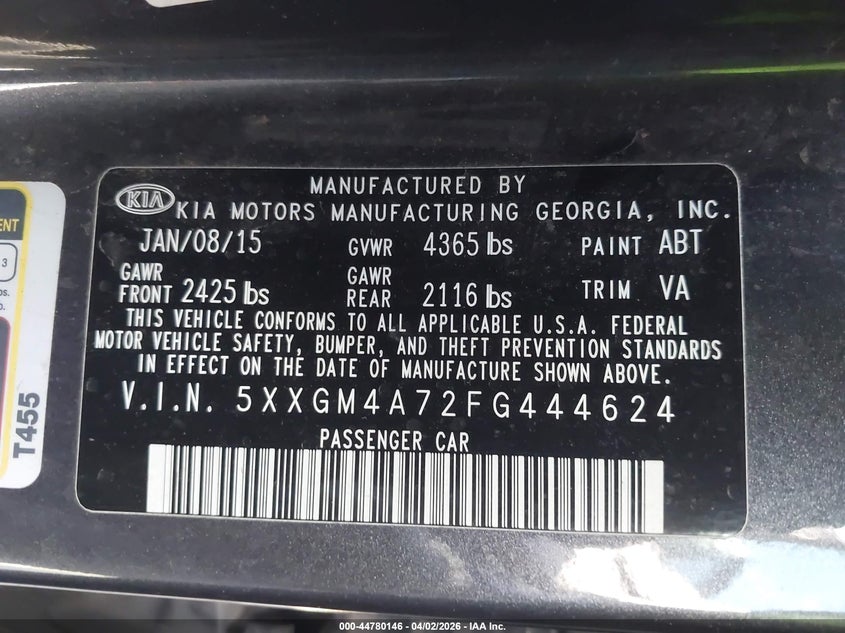 MANUFACTURED BY
KIA KIA MOTORS MANUFACTURING GEORGIA, INC.
JAN/08/15 GVWR 4365 lbs PAINT ABT
GAWR FRONT 2425 lbs GAWR REAR 2116 lbs TRIM VA
THIS VEHICLE CONFORMS TO ALL APPLICABLE U.S.A. FEDERAL
MOTOR VEHICLE SAFETY, BUMPER, AND THEFT PREVENTION STANDARDS
IN EFFECT ON THE DATE OF MANUFACTURE SHOWN ABOVE.
V.I.N. 5XXGM4A72FG444624
PASSENGER CAR
3
T455
000-44780146 - 04/02/2026 - IAA Inc.